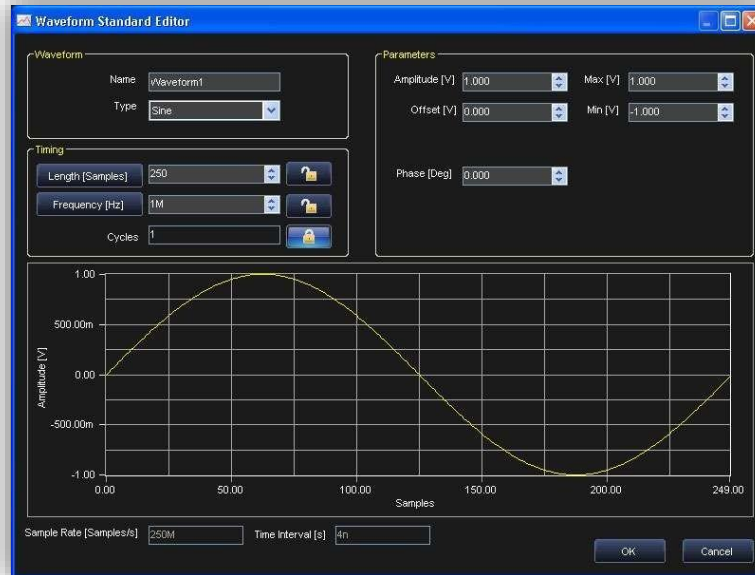 Waveform Standard Editor
Waveform
Name Waveform1
Type Sine
Timing
Length [Samples] 250
Frequency [Hz] 1M
Cycles 1
Parameters
Amplitude [V] 1.000 Max [V] 1.000
Offset [V] 0.000 Min [V] -1.000
Phase [Deg] 0.000
1.00
500.00m
0.00
-500.00m
-1.00
Amplitude [V]
0.00 50.00 100.00 150.00 200.00 249.00
Samples
Sample Rate [Samples/s] 250M Time Interval [s] 4n
OK Cancel